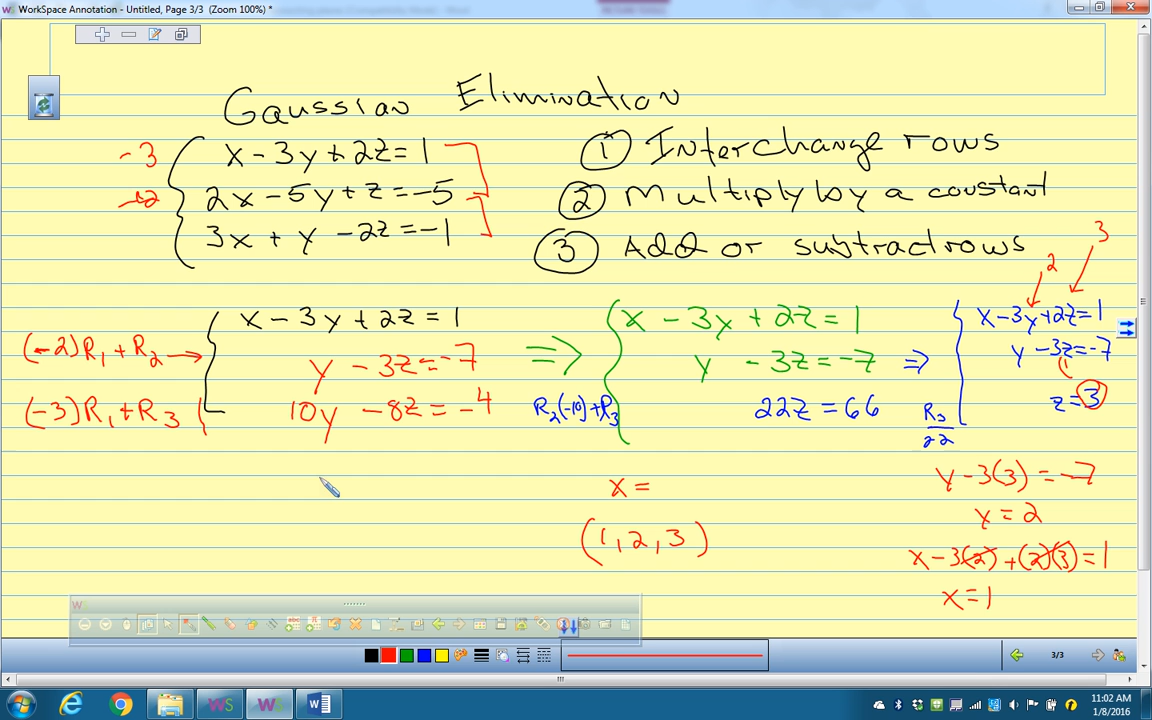 WorkSpace Annotation - Untitled, Page 3/3 (Zoom 100%) *
Gaussian Elimination
-3
x - 3y + 2z = 1
-2
2x - 5y + z = -5
3x + y - 2z = -1
① Interchange rows
② Multiply by a constant
③ Add or subtract rows
(-2)R₁ + R₂ →
(-3)R₁ + R₃
x - 3y + 2z = 1
y - 3z = -7
10y - 8z = -4
⇒
R₂(-10) + R₃
x - 3y + 2z = 1
y - 3z = -7
22z = 66
⇒
R₃/22
2
3
x - 3y + 2z = 1
y - 3z = -7
z = 3
y - 3(3) = -7
x = 2
x - 3(2) + (2)(3) = 1
x = 1
x =
(1, 2, 3)
3/3
11:02 AM
1/8/2016